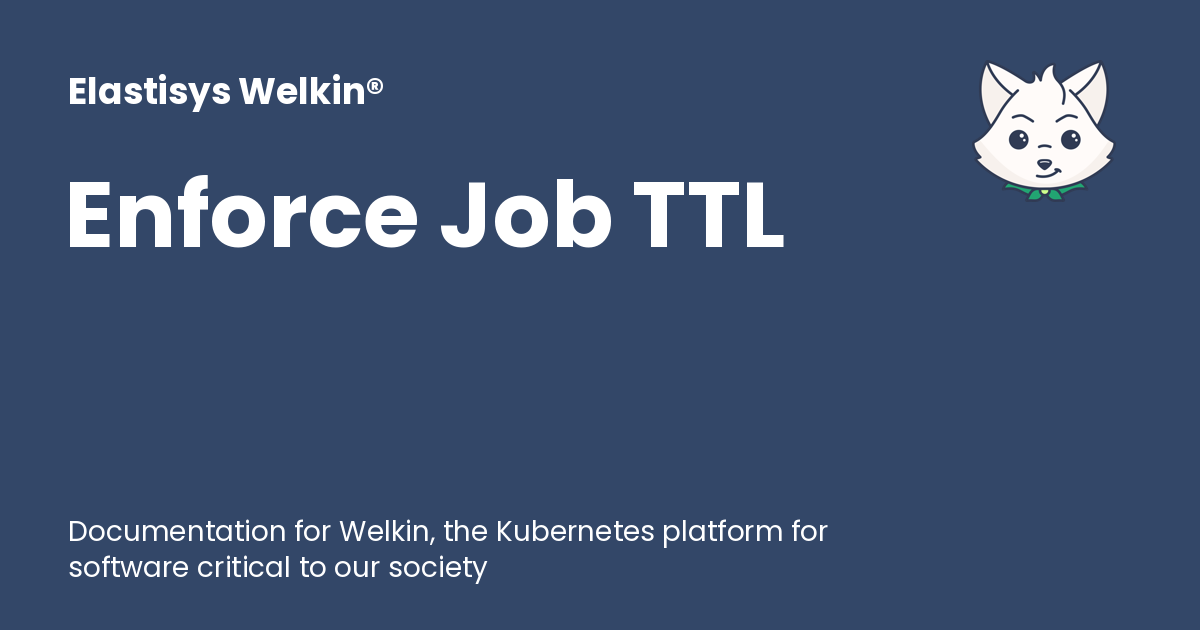 Elastisys Welkin®
Enforce Job TTL
Documentation for Welkin, the Kubernetes platform for
software critical to our society